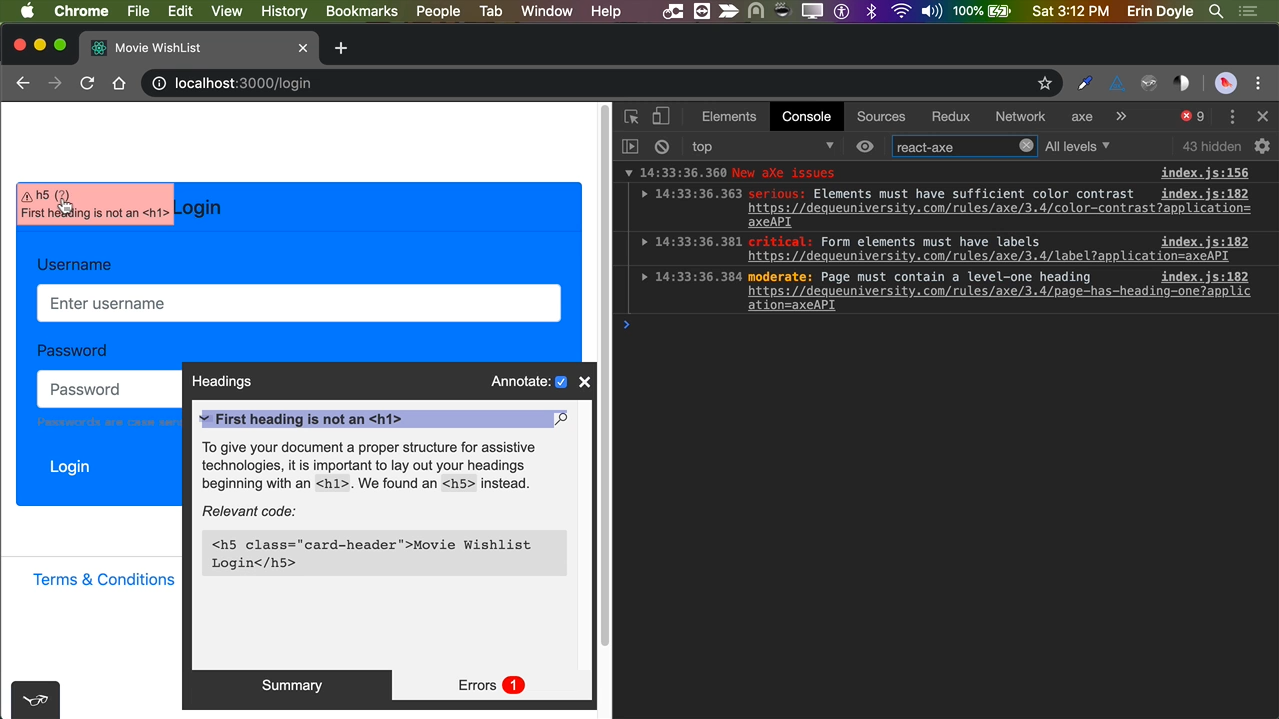 Chrome File Edit View History Bookmarks People Tab Window Help 100% Sat 3:12 PM Erin Doyle
Movie WishList
localhost:3000/login
Elements Console Sources Redux Network axe 9
top react-axe All levels 43 hidden
h5 (?)
First heading is not an <h1>
Login
Username
Enter username
Password
Password
Login
Terms & Conditions
Headings Annotate:
First heading is not an <h1>
To give your document a proper structure for assistive
technologies, it is important to lay out your headings
beginning with an <h1>. We found an <h5> instead.
Relevant code:
<h5 class="card-header">Movie Wishlist
Login</h5>
Summary Errors 1
14:33:36.360 New aXe issues index.js:156
14:33:36.363 serious: Elements must have sufficient color contrast index.js:182
https://dequeuniversity.com/rules/axe/3.4/color-contrast?application=
axeAPI
14:33:36.381 critical: Form elements must have labels index.js:182
https://dequeuniversity.com/rules/axe/3.4/label?application=axeAPI
14:33:36.384 moderate: Page must contain a level-one heading index.js:182
https://dequeuniversity.com/rules/axe/3.4/page-has-heading-one?applic
ation=axeAPI